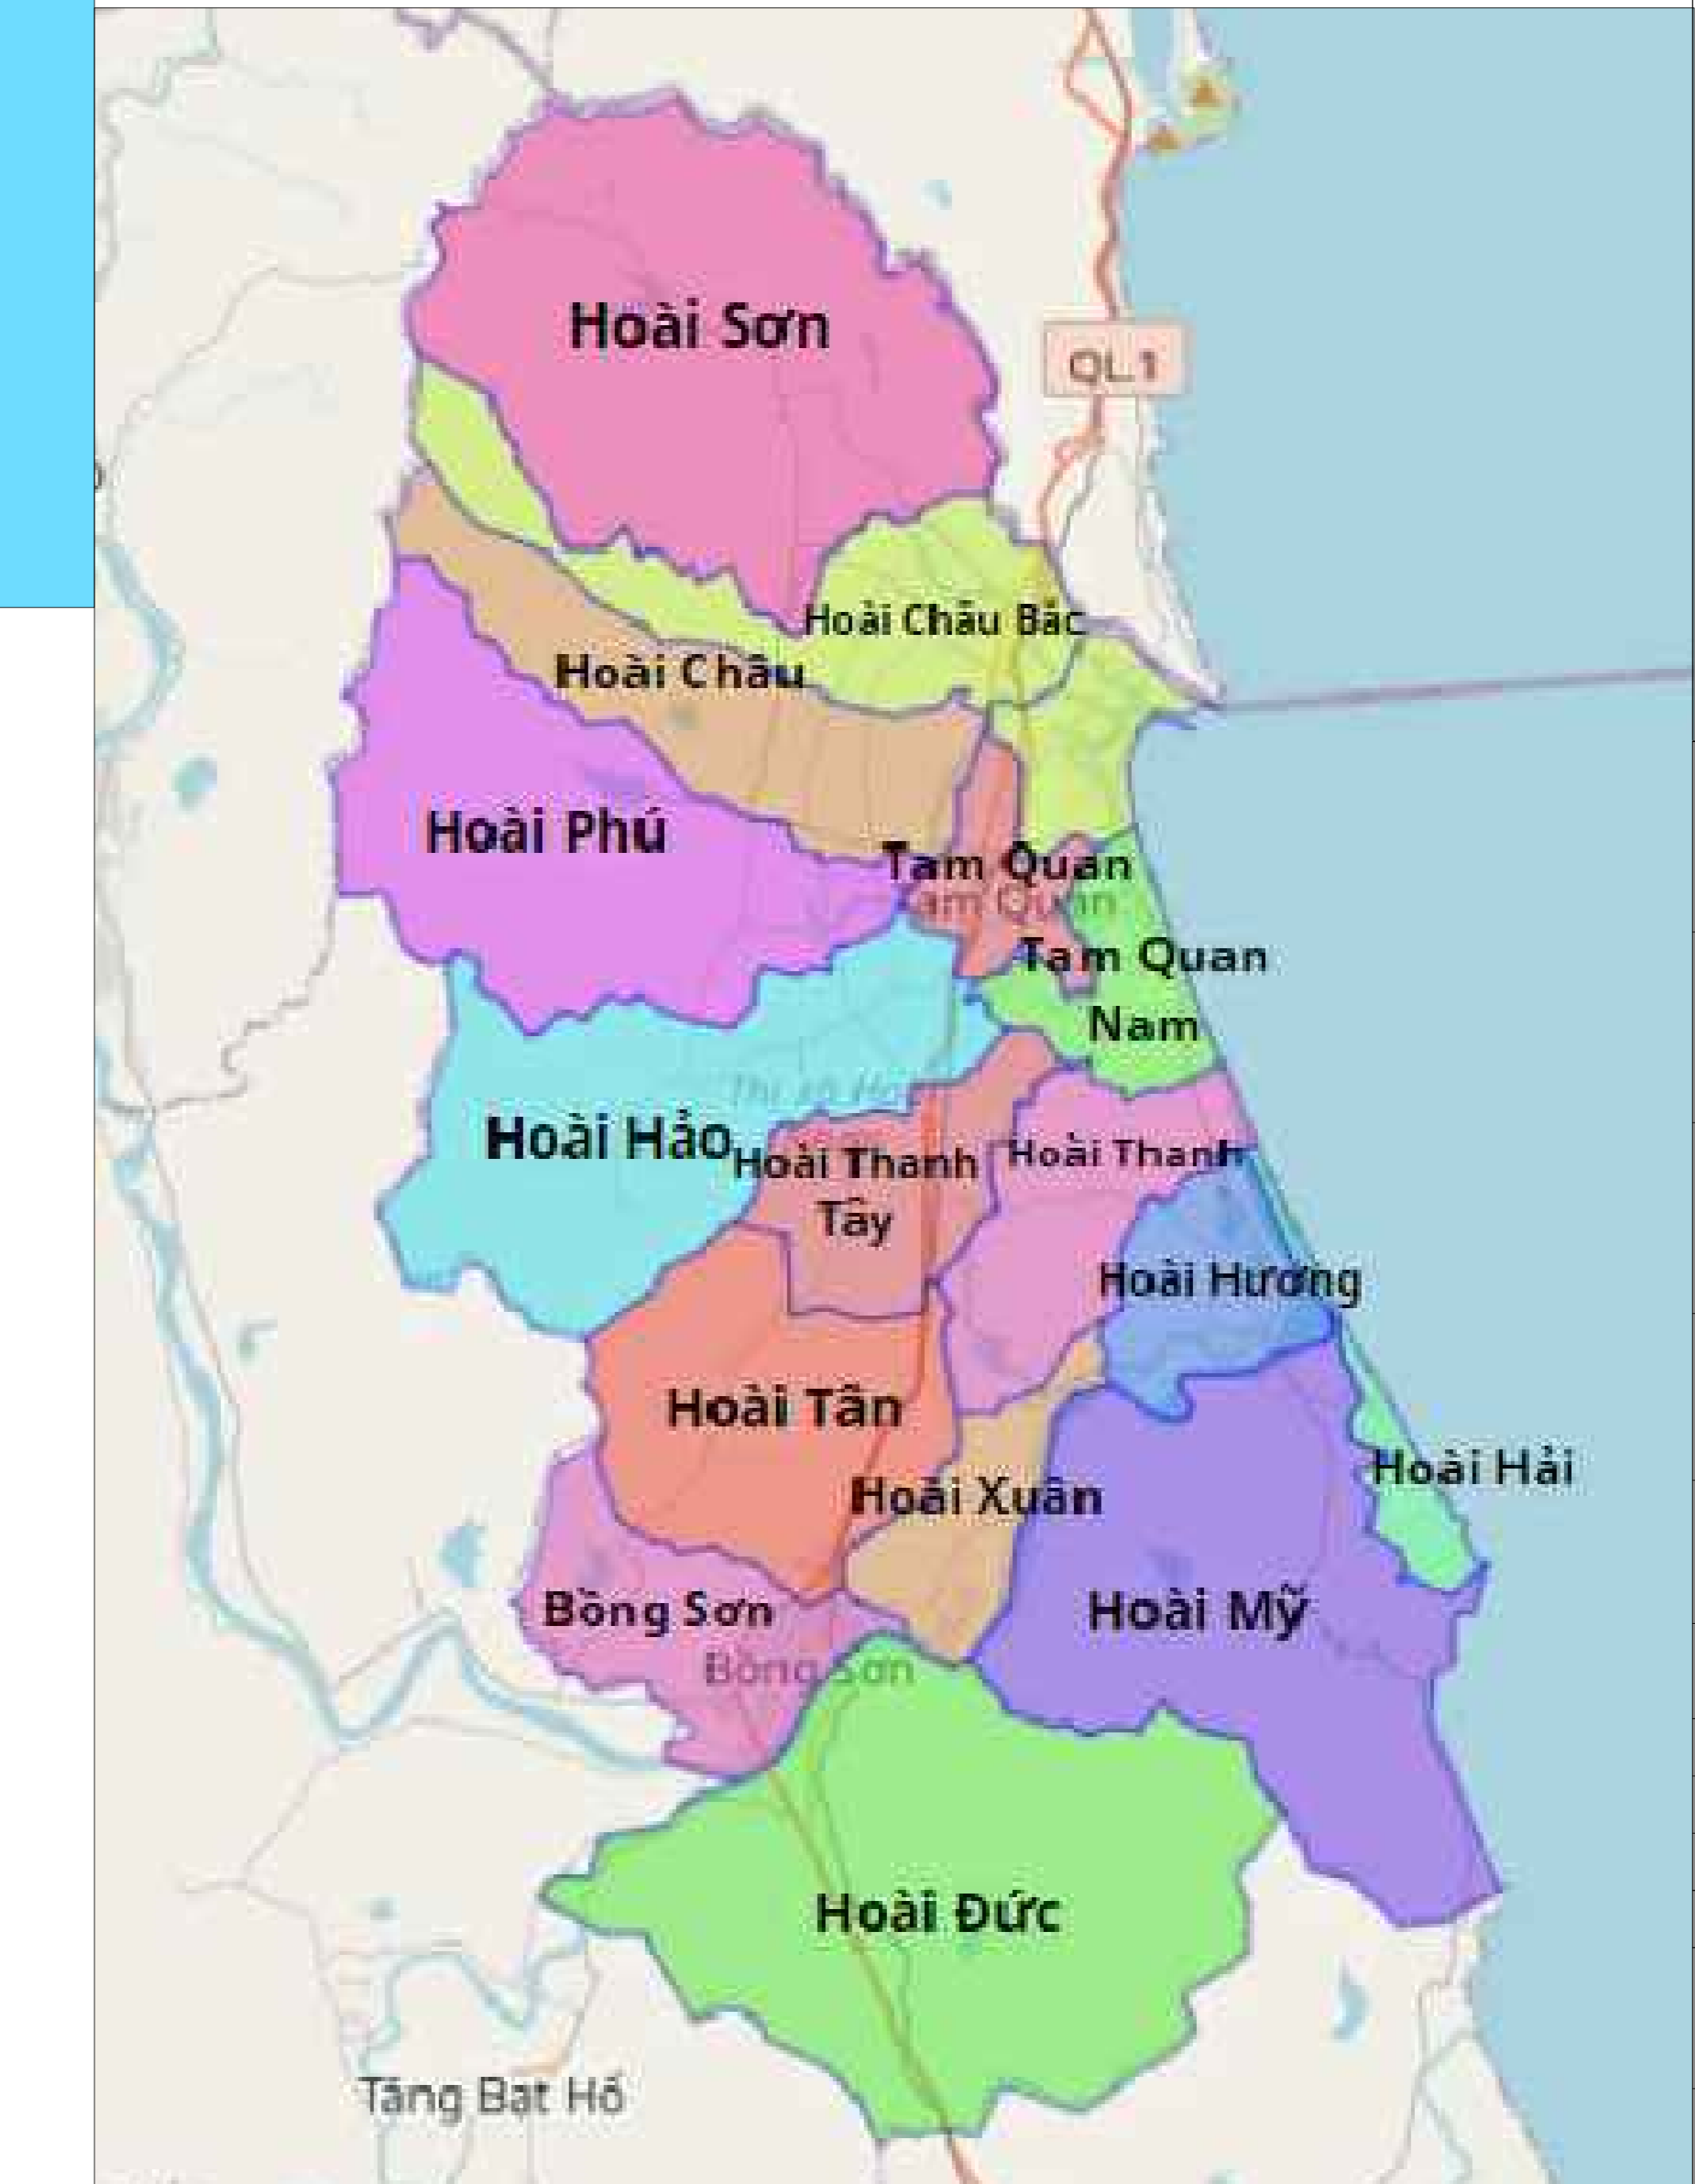 Hoài Sơn
QL.1
Hoài Châu Bắc
Hoài Châu
Hoài Phú
Tam Quan
Tam Quan
Tam Quan
Nam
Hoài Hảo
Hoài Thanh
Tây
Hoài Thanh
Hoài Hương
Hoài Tân
Hoài Hải
Hoài Xuân
Bồng Sơn
Hoài Mỹ
Bồng Sơn
Hoài Đức
Tăng Bạt Hổ